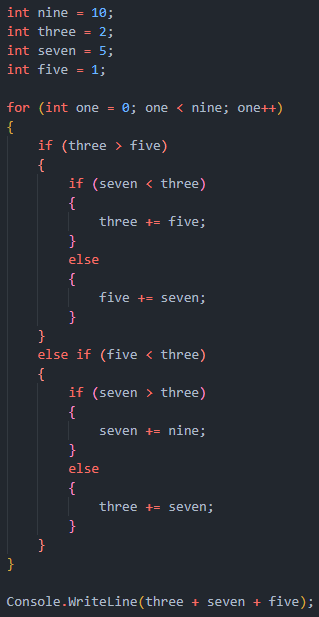 int nine = 10;
int three = 2;
int seven = 5;
int five = 1;

for (int one = 0; one < nine; one++)
{
    if (three > five)
    {
        if (seven < three)
        {
            three += five;
        }
        else
        {
            five += seven;
        }
    }
    else if (five < three)
    {
        if (seven > three)
        {
            seven += nine;
        }
        else
        {
            three += seven;
        }
    }
}

Console.WriteLine(three + seven + five);